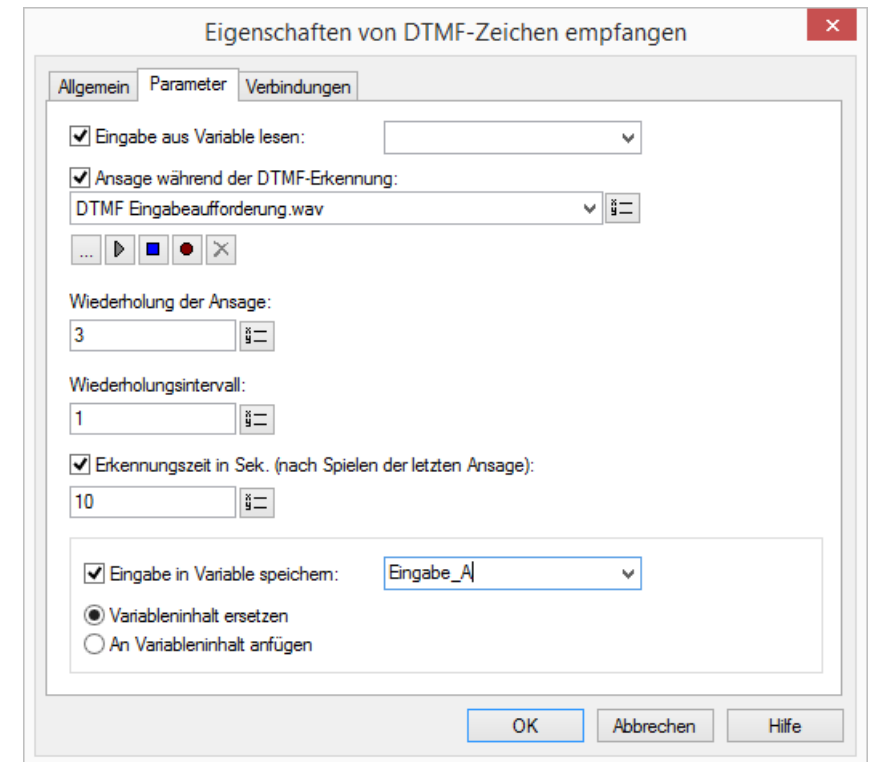 Eigenschaften von DTMF-Zeichen empfangen
Allgemein Parameter Verbindungen
Eingabe aus Variable lesen:
Ansage während der DTMF-Erkennung:
DTMF Eingabeaufforderung.wav
...
Wiederholung der Ansage:
3
Wiederholungsintervall:
1
Erkennungszeit in Sek. (nach Spielen der letzten Ansage):
10
Eingabe in Variable speichern: Eingabe_A
Variableninhalt ersetzen
An Variableninhalt anfügen
OK Abbrechen Hilfe